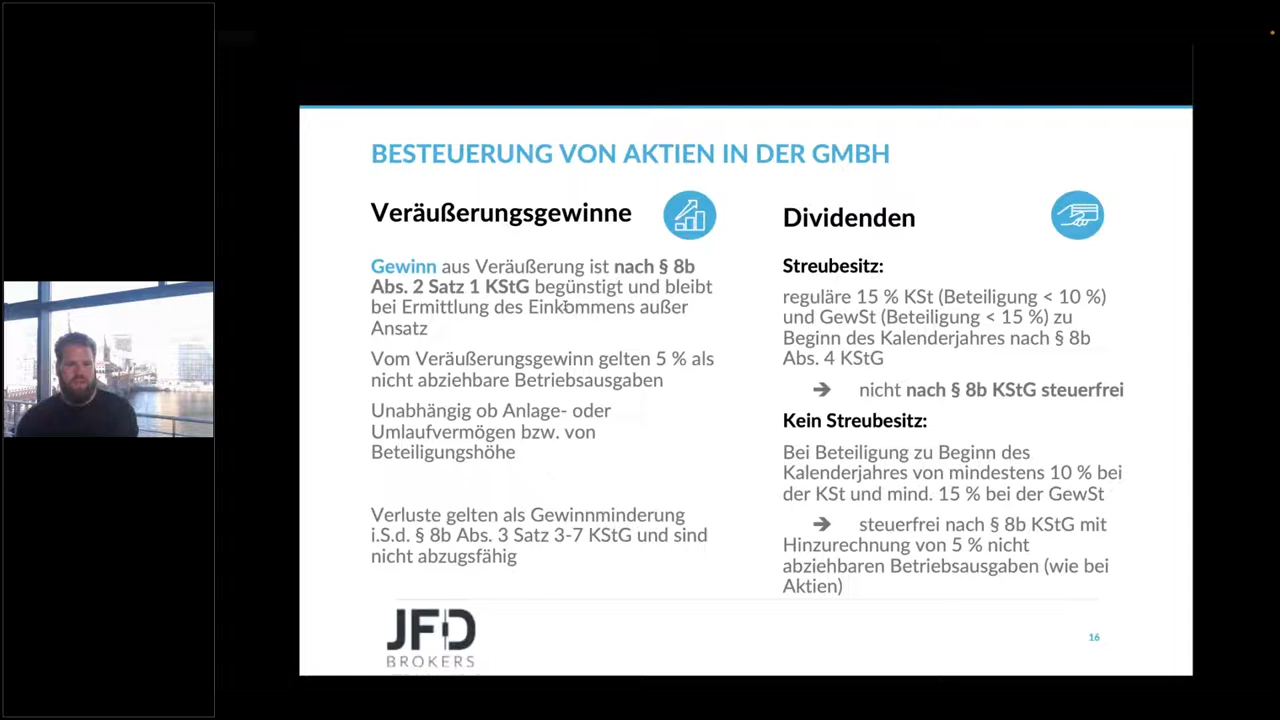 BESTEUERUNG VON AKTIEN IN DER GMBH
Veräußerungsgewinne
Gewinn aus Veräußerung ist nach § 8b
Abs. 2 Satz 1 KStG begünstigt und bleibt
bei Ermittlung des Einkommens außer
Ansatz
Vom Veräußerungsgewinn gelten 5 % als
nicht abziehbare Betriebsausgaben
Unabhängig ob Anlage- oder
Umlaufvermögen bzw. von
Beteiligungshöhe
Verluste gelten als Gewinnminderung
i.S.d. § 8b Abs. 3 Satz 3-7 KStG und sind
nicht abzugsfähig
Dividenden
Streubesitz:
reguläre 15 % KSt (Beteiligung < 10 %)
und GewSt (Beteiligung < 15 %) zu
Beginn des Kalenderjahres nach § 8b
Abs. 4 KStG
➔ nicht nach § 8b KStG steuerfrei
Kein Streubesitz:
Bei Beteiligung zu Beginn des
Kalenderjahres von mindestens 10 % bei
der KSt und mind. 15 % bei der GewSt
➔ steuerfrei nach § 8b KStG mit
Hinzurechnung von 5 % nicht
abziehbaren Betriebsausgaben (wie bei
Aktien)
JFD
BROKERS
16